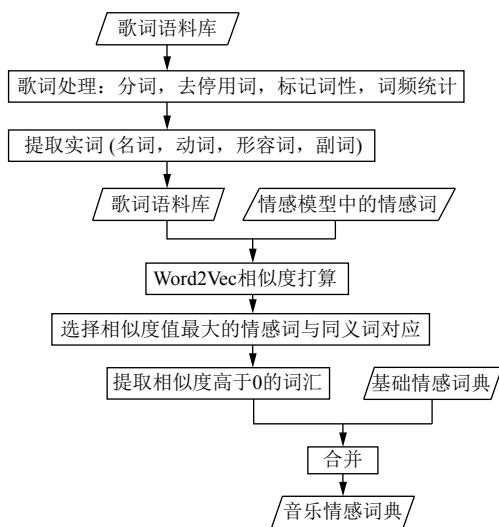 歌词语料库
歌词处理：分词，去停用词，标记词性，词频统计
提取实词 (名词，动词，形容词，副词)
歌词语料库
情感模型中的情感词
Word2Vec相似度打算
选择相似度值最大的情感词与同义词对应
提取相似度高于0的词汇
基础情感词典
合并
音乐情感词典